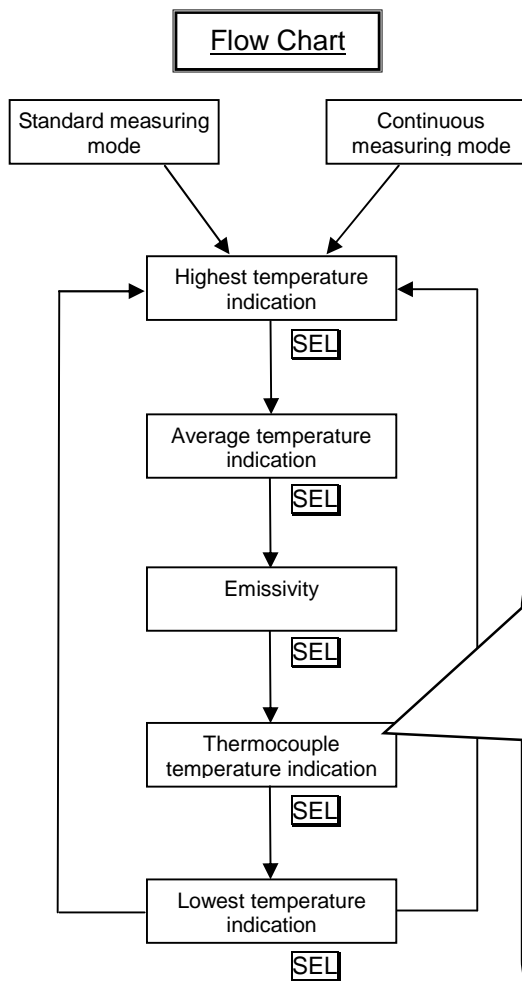 Flow Chart
Standard measuring
mode
Continuous
measuring mode
Highest temperature
indication
SEL
Average temperature
indication
SEL
Emissivity
SEL
Thermocouple
temperature indication
SEL
Lowest temperature
indication
SEL